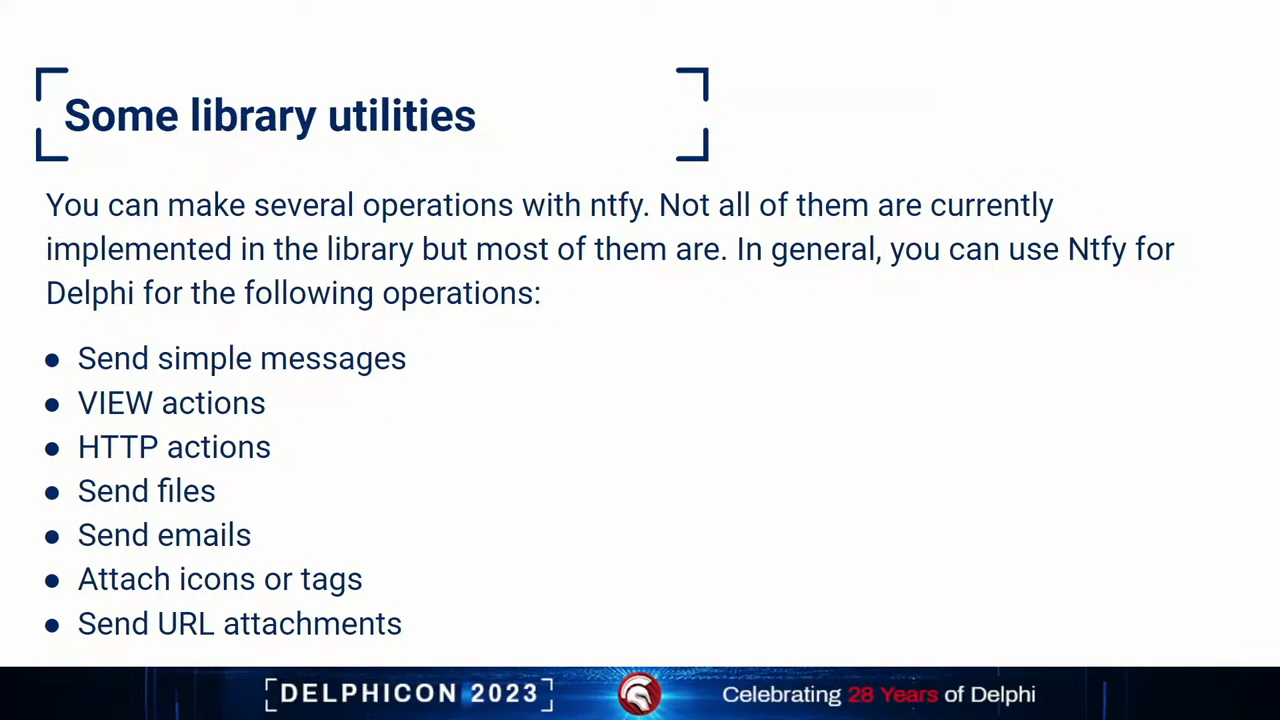 Some library utilities
You can make several operations with ntfy. Not all of them are currently
implemented in the library but most of them are. In general, you can use Ntfy for
Delphi for the following operations:
● Send simple messages
● VIEW actions
● HTTP actions
● Send files
● Send emails
● Attach icons or tags
● Send URL attachments
[DELPHICON 2023]
Celebrating 28 Years of Delphi